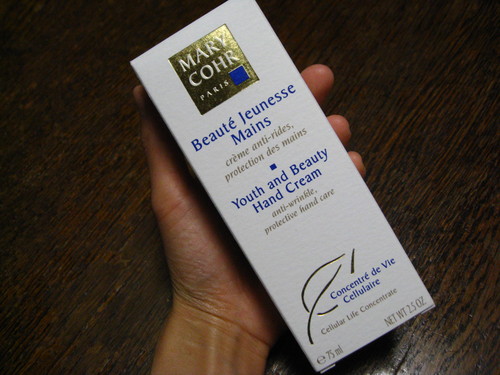 MARY
COHR
PARIS
Beauté Jeunesse
Mains
crème anti-rides,
protection des mains
Youth and Beauty
Hand Cream
anti-wrinkle,
protective hand care
Concentré de Vie
Cellulaire
Cellular Life Concentrate
℮ 75 ml NET WT 2.5 OZ